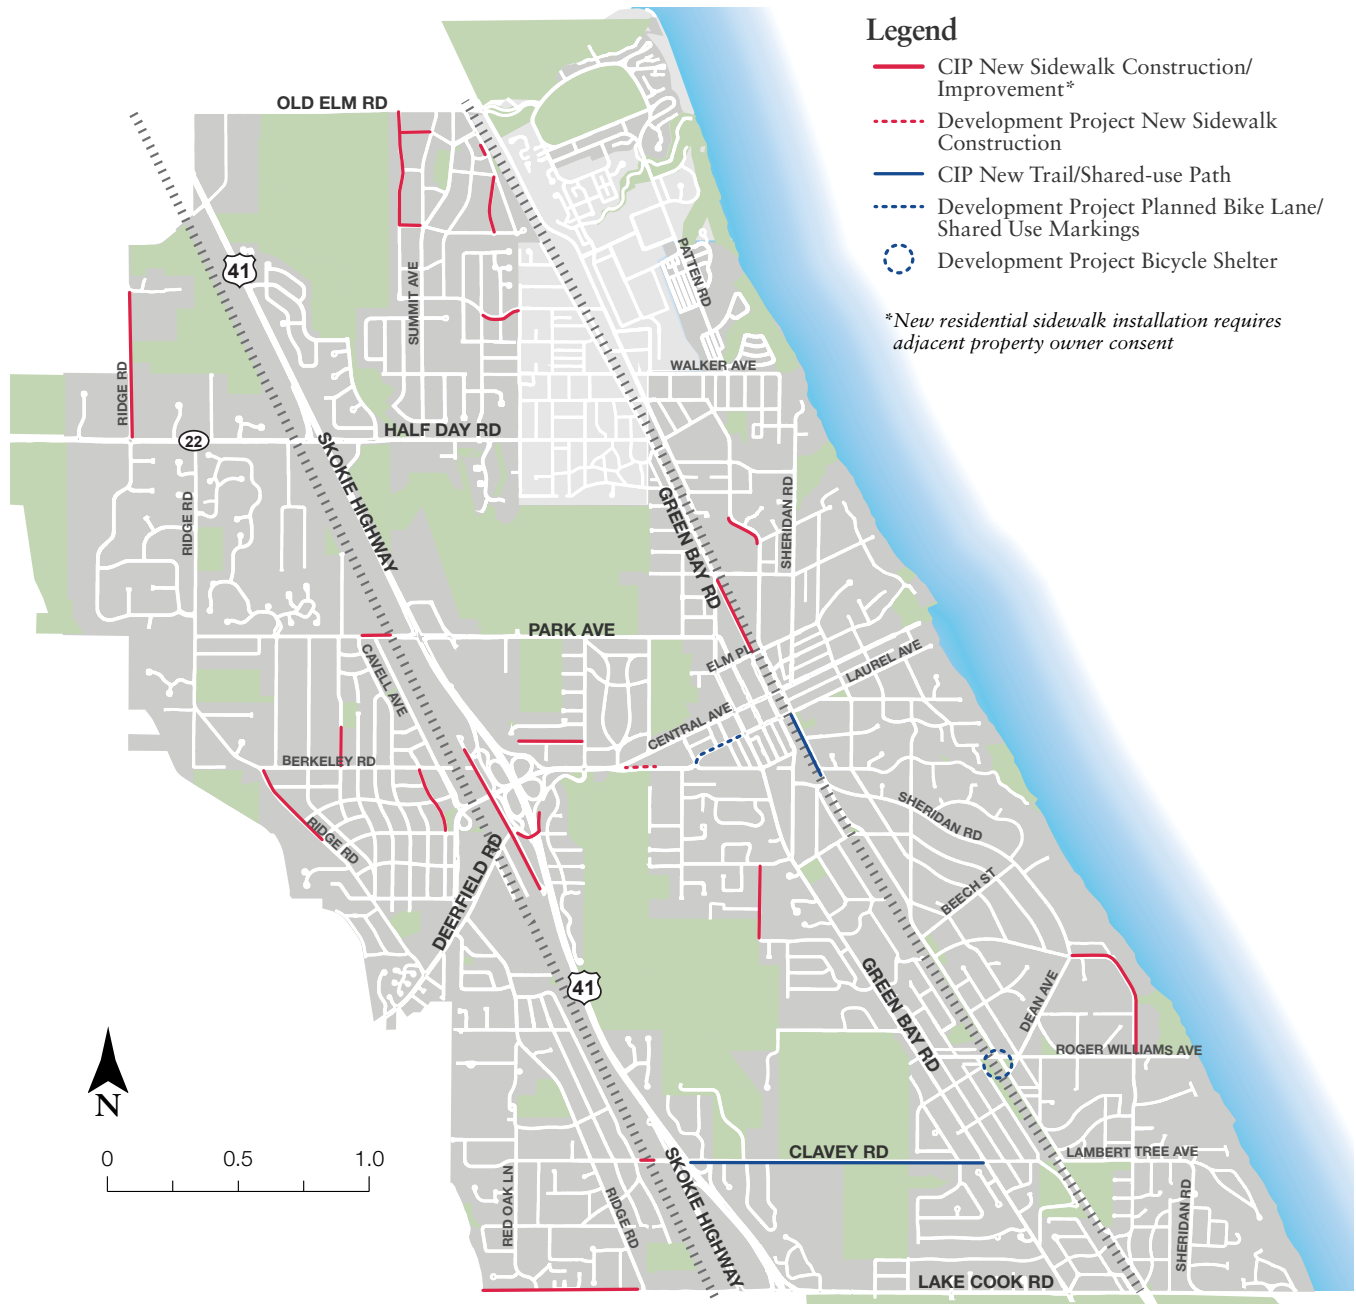 Legend
CIP New Sidewalk Construction/
Improvement*
Development Project New Sidewalk
Construction
CIP New Trail/Shared-use Path
Development Project Planned Bike Lane/
Shared Use Markings
Development Project Bicycle Shelter
*New residential sidewalk installation requires
adjacent property owner consent
OLD ELM RD
41
SUMMIT AVE
PATTEN RD
RIDGE RD
WALKER AVE
22
HALF DAY RD
SKOKIE HIGHWAY
RIDGE RD
GREEN BAY RD
SHERIDAN RD
PARK AVE
ELM PL
LAUREL AVE
CAVELL AVE
CENTRAL AVE
BERKELEY RD
RIDGE RD
SHERIDAN RD
DEERFIELD RD
BEECH ST
41
GREEN BAY RD
DEAN AVE
ROGER WILLIAMS AVE
N
0 0.5 1.0
CLAVEY RD
LAMBERT TREE AVE
RED OAK LN
RIDGE RD
SKOKIE HIGHWAY
SHERIDAN RD
LAKE COOK RD